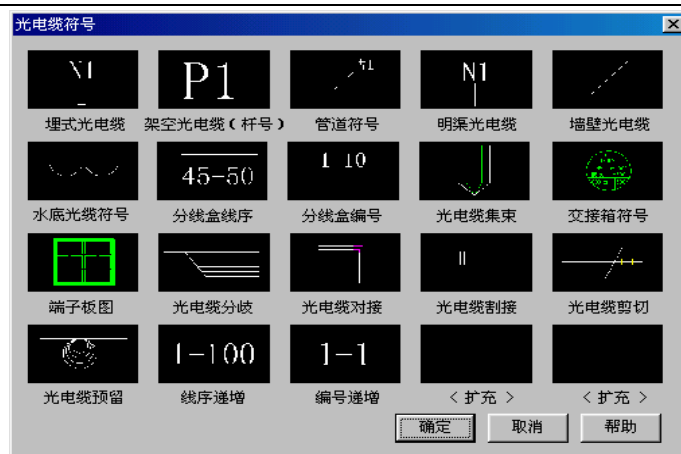 光电缆符号
N1
P1
N1
埋式光电缆 架空光电缆(杆号) 管道符号 明渠光电缆 墙壁光电缆
45-50
1 10
水底光缆符号 分线盒线序 分线盒编号 光电缆集束 交接箱符号
端子板图 光电缆分歧 光电缆对接 光电缆割接 光电缆剪切
1-100
1-1
光电缆预留 线序递增 编号递增 <扩充> <扩充>
确定 取消 帮助